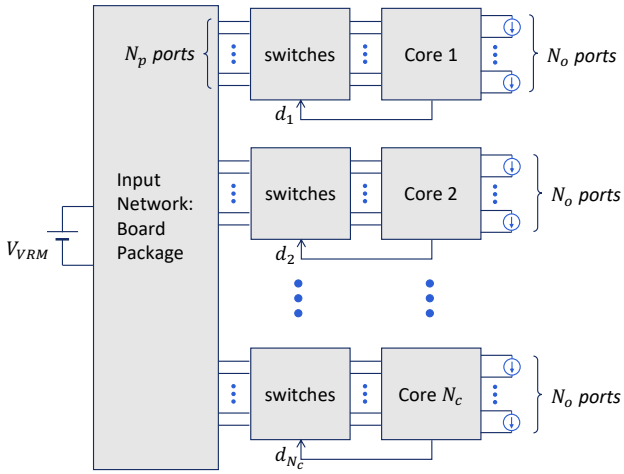 N_p ports
switches
Core 1
N_o ports
d_1
Input
Network:
Board
Package
V_VRM
switches
Core 2
N_o ports
d_2
switches
Core N_c
N_o ports
d_{N_c}